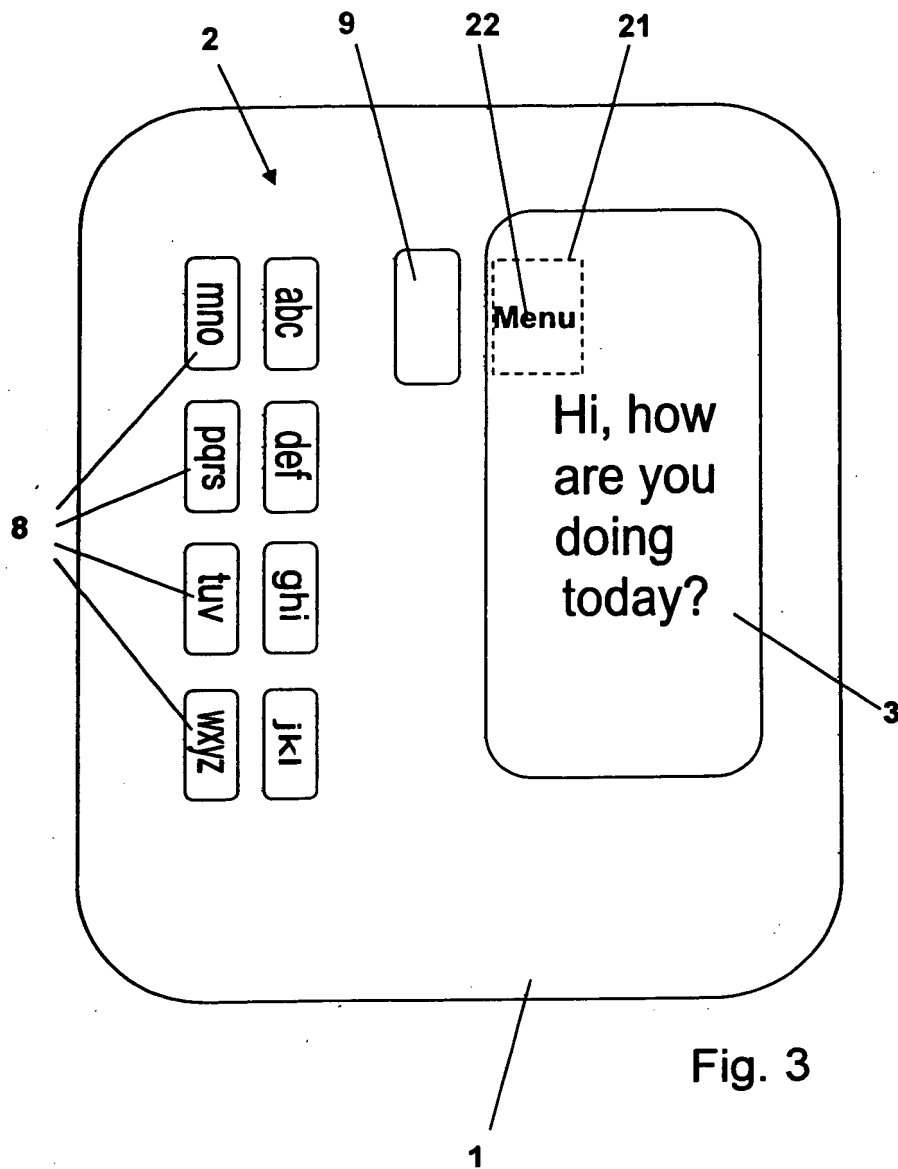 2
9
22
21
mno
abc
Menu
Hi, how
are you
doing
today?
pqrs
def
8
tuv
ghi
3
wxyz
jkl
Fig. 3
1